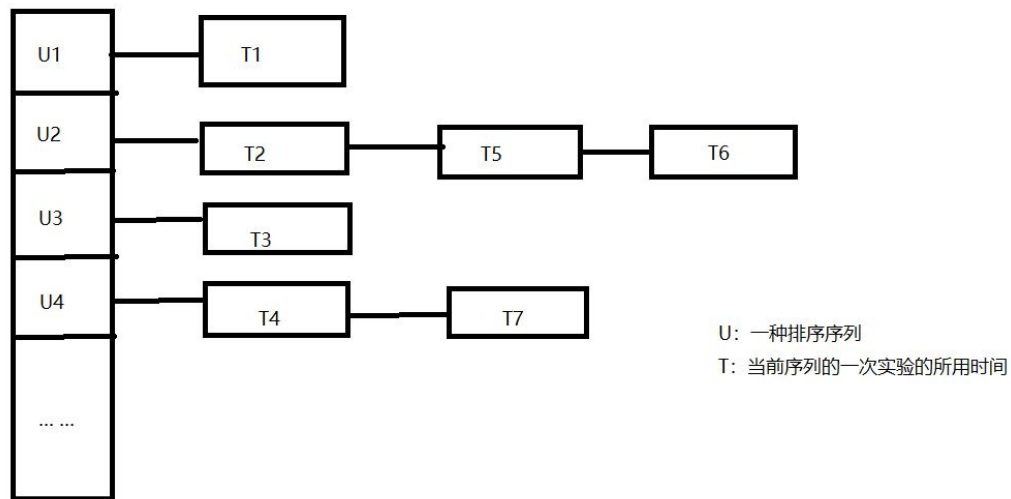 U1
T1
U2
T2
T5
T6
U3
T3
U4
T4
T7
U：一种排序序列
T：当前序列的一次实验的所用时间
... ...